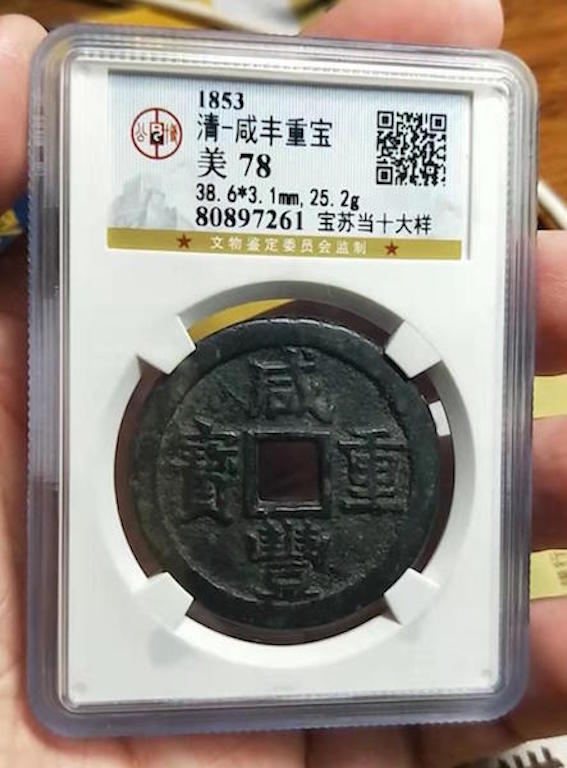 1853
清-咸丰重宝
美 78
38.6*3.1mm,25.2g
80897261 宝苏当十大样
★ 文物鉴定委员会监制 ★
咸
寶 重
豐